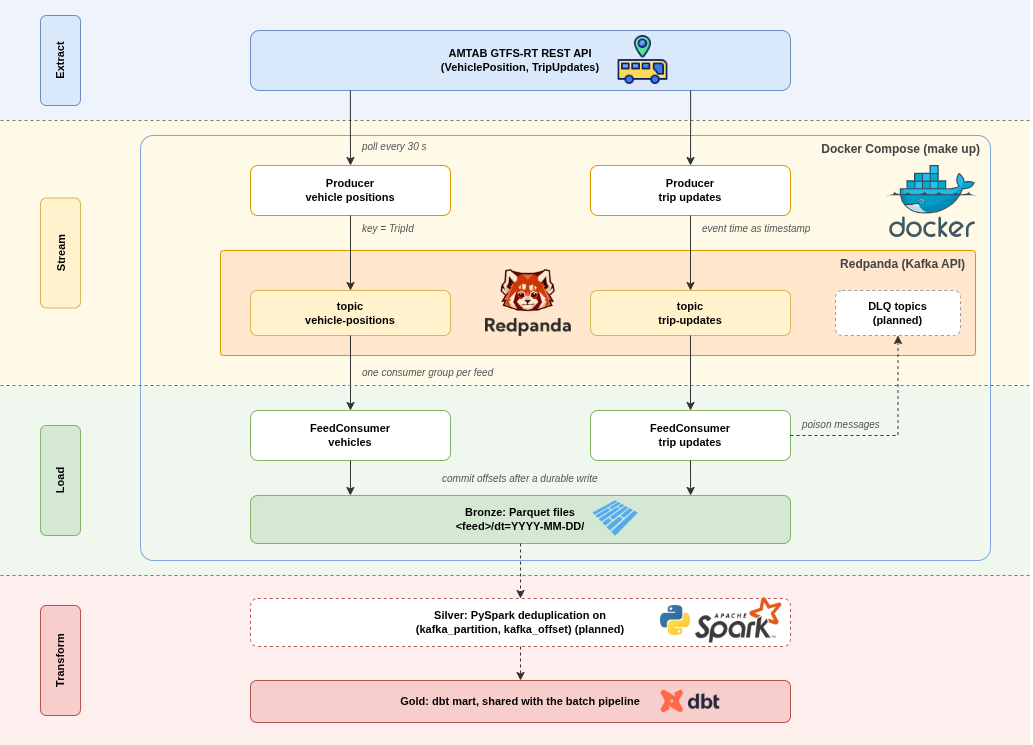 Extract
AMTAB GTFS-RT REST API
(VehiclePosition, TripUpdates)
poll every 30 s
Docker Compose (make up)
docker
Stream
Producer
vehicle positions
Producer
trip updates
key = TripId
event time as timestamp
Redpanda (Kafka API)
topic
vehicle-positions
Redpanda
topic
trip-updates
DLQ topics
(planned)
one consumer group per feed
Load
FeedConsumer
vehicles
FeedConsumer
trip updates
poison messages
commit offsets after a durable write
Bronze: Parquet files
<feed>/dt=YYYY-MM-DD/
Transform
Silver: PySpark deduplication on
(kafka_partition, kafka_offset) (planned)
APACHE
Spark
Gold: dbt mart, shared with the batch pipeline
dbt